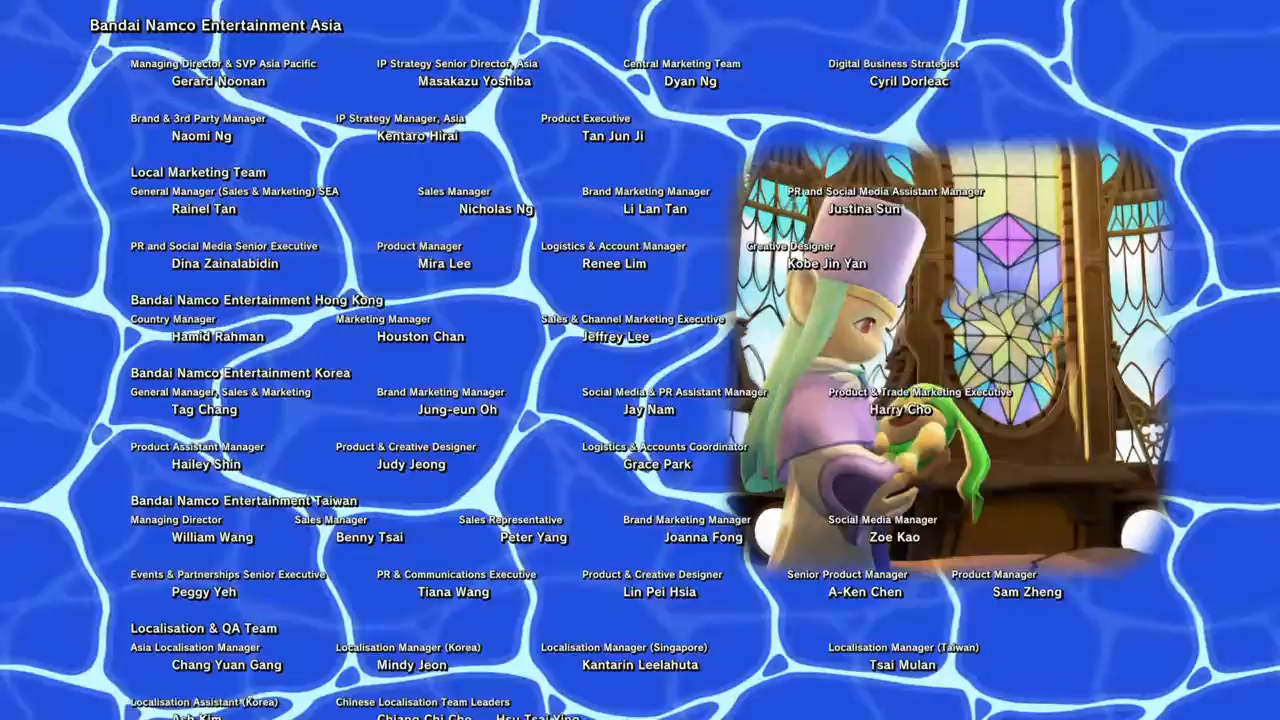 Bandai Namco Entertainment Asia
Managing Director & SVP Asia Pacific IP Strategy Senior Director, Asia Central Marketing Team Digital Business Strategist
Gerard Noonan Masakazu Yoshiba Dyan Ng Cyril Dorleac
Brand & 3rd Party Manager IP Strategy Manager, Asia Product Executive
Naomi Ng Kentaro Hirai Tan Jun Ji
Local Marketing Team
General Manager (Sales & Marketing) SEA Sales Manager Brand Marketing Manager PR and Social Media Assistant Manager
Rainel Tan Nicholas Ng Li Lan Tan Justina Sun
PR and Social Media Senior Executive Product Manager Logistics & Account Manager Creative Designer
Dina Zainalabidin Mira Lee Renee Lim Kobe Jin Yan
Bandai Namco Entertainment Hong Kong
Country Manager Marketing Manager Sales & Channel Marketing Executive
Hamid Rahman Houston Chan Jeffrey Lee
Bandai Namco Entertainment Korea
General Manager, Sales & Marketing Brand Marketing Manager Social Media & PR Assistant Manager Product & Trade Marketing Executive
Tag Chang Jung-eun Oh Jay Nam Harry Cho
Product Assistant Manager Product & Creative Designer Logistics & Accounts Coordinator
Hailey Shin Judy Jeong Grace Park
Bandai Namco Entertainment Taiwan
Managing Director Sales Manager Sales Representative Brand Marketing Manager Social Media Manager
William Wang Benny Tsai Peter Yang Joanna Fong Zoe Kao
Events & Partnerships Senior Executive PR & Communications Executive Product & Creative Designer Senior Product Manager Product Manager
Peggy Yeh Tiana Wang Lin Pei Hsia A-Ken Chen Sam Zheng
Localisation & QA Team
Asia Localisation Manager Localisation Manager (Korea) Localisation Manager (Singapore) Localisation Manager (Taiwan)
Chang Yuan Gang Mindy Jeon Kantarin Leelahuta Tsai Mulan
Localisation Assistant (Korea) Chinese Localisation Team Leaders
Ash Kim Chiang Chi Che Hsu Tsai Ying